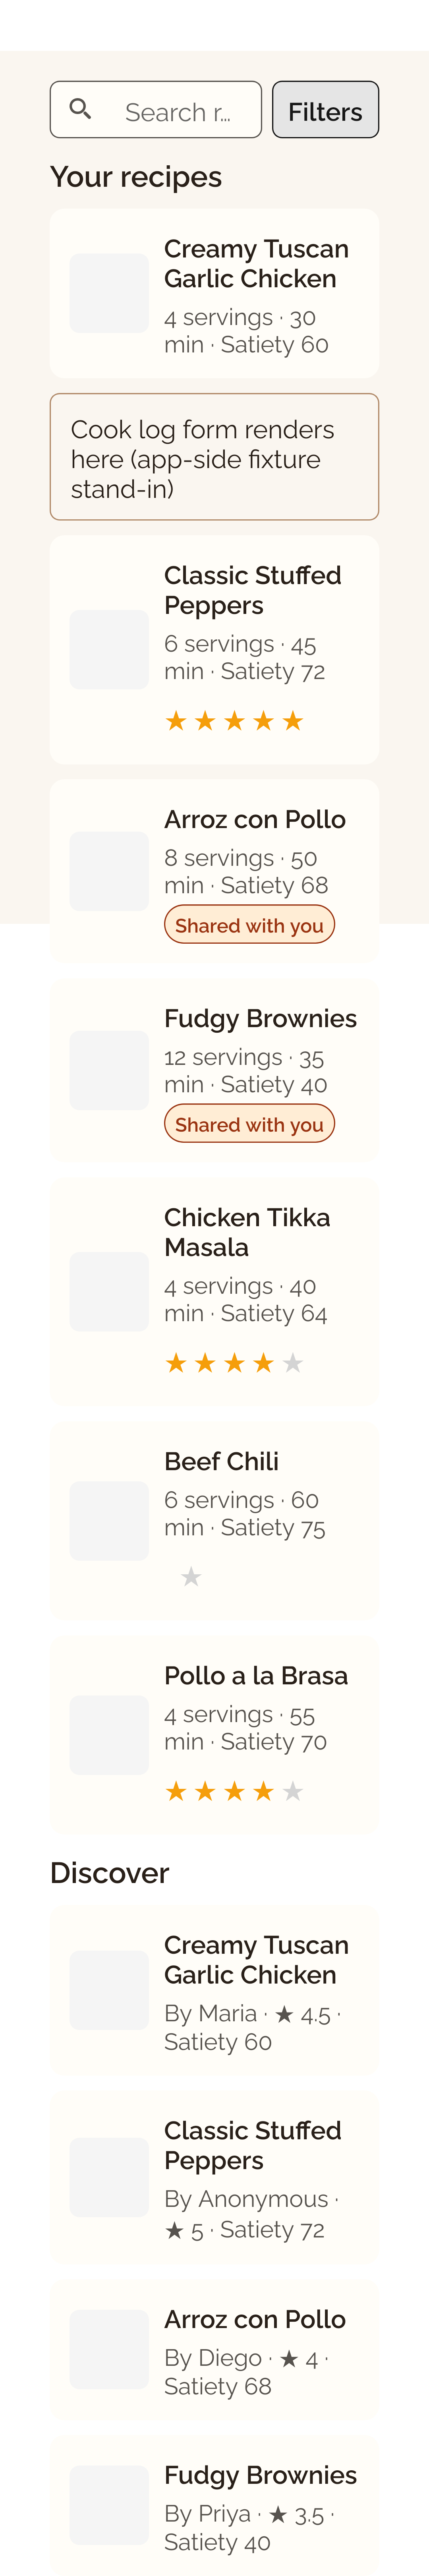 Search r...
Filters
Your recipes
Creamy Tuscan
Garlic Chicken
4 servings · 30
min · Satiety 60
Cook log form renders
here (app-side fixture
stand-in)
Classic Stuffed
Peppers
6 servings · 45
min · Satiety 72
★ ★ ★ ★ ★
Arroz con Pollo
8 servings · 50
min · Satiety 68
Shared with you
Fudgy Brownies
12 servings · 35
min · Satiety 40
Shared with you
Chicken Tikka
Masala
4 servings · 40
min · Satiety 64
★ ★ ★ ★ ★
Beef Chili
6 servings · 60
min · Satiety 75
★
Pollo a la Brasa
4 servings · 55
min · Satiety 70
★ ★ ★ ★ ★
Discover
Creamy Tuscan
Garlic Chicken
By Maria · ★ 4.5 ·
Satiety 60
Classic Stuffed
Peppers
By Anonymous ·
★ 5 · Satiety 72
Arroz con Pollo
By Diego · ★ 4 ·
Satiety 68
Fudgy Brownies
By Priya · ★ 3.5 ·
Satiety 40